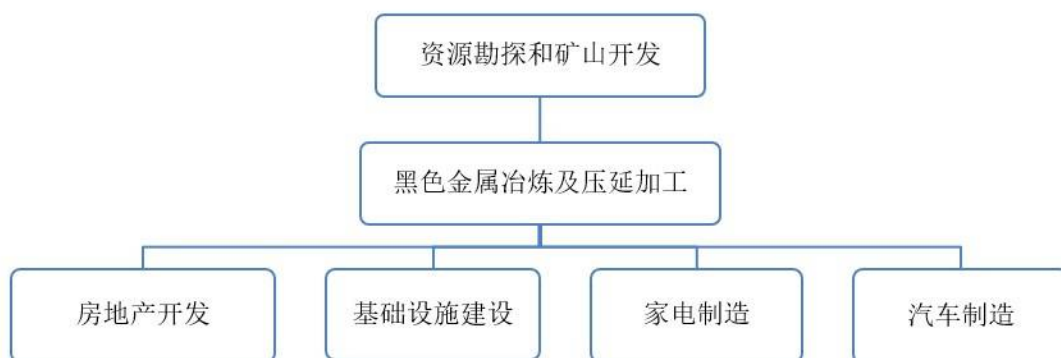 资源勘探和矿山开发
黑色金属冶炼及压延加工
房地产开发
基础设施建设
家电制造
汽车制造